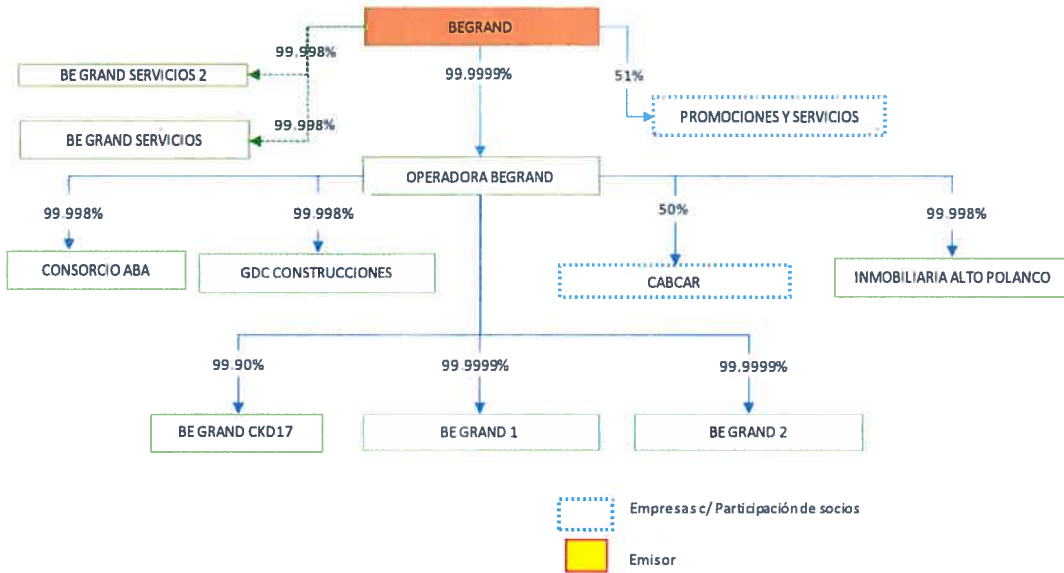 BEGRAND
99.998%
99.9999%
51%
BE GRAND SERVICIOS 2
PROMOCIONES Y SERVICIOS
99.998%
BE GRAND SERVICIOS
OPERADORA BEGRAND
99.998%
99.998%
50%
99.998%
CONSORCIO ABA
GDC CONSTRUCCIONES
CABCAR
INMOBILIARIA ALTO POLANCO
99.90%
99.9999%
99.9999%
BE GRAND CKD17
BE GRAND 1
BE GRAND 2
Empresas c/ Participación de socios
Emisor